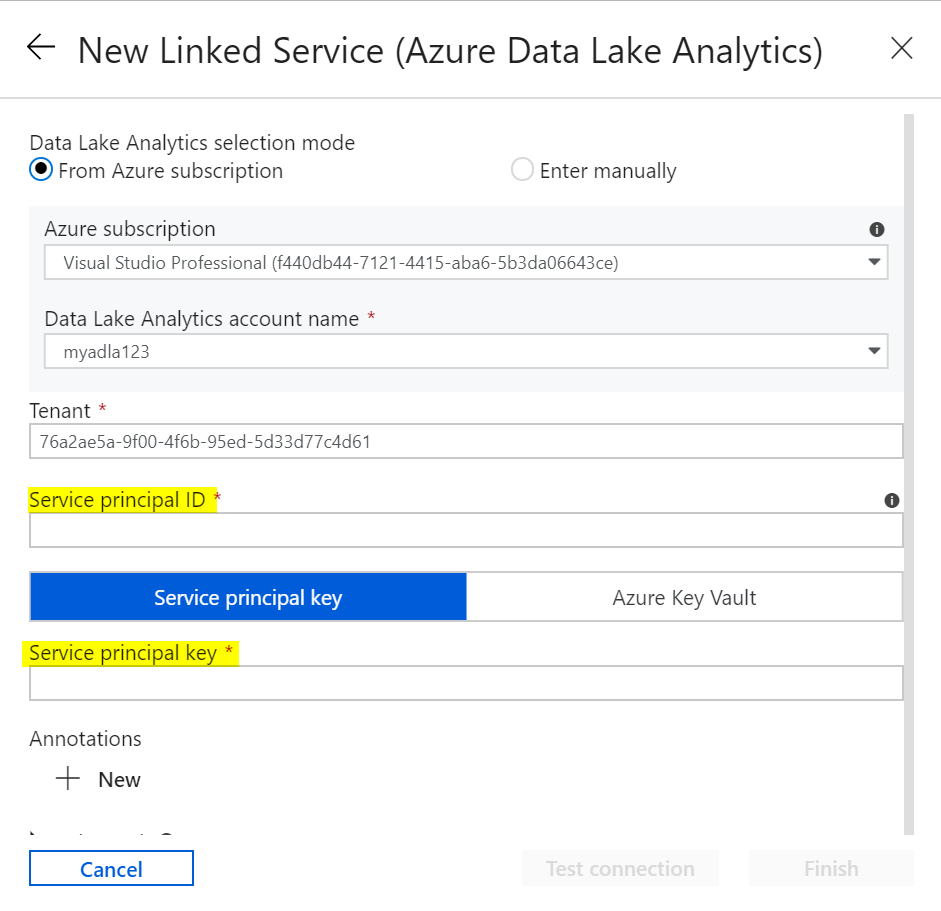 New Linked Service (Azure Data Lake Analytics)
Data Lake Analytics selection mode
From Azure subscription
Enter manually
Azure subscription
Visual Studio Professional (f440db44-7121-4415-aba6-5b3da06643ce)
Data Lake Analytics account name *
myadla123
Tenant *
76a2ae5a-9f00-4f6b-95ed-5d33d77c4d61
Service principal ID *
Service principal key
Azure Key Vault
Service principal key *
Annotations
New
Cancel
Test connection
Finish